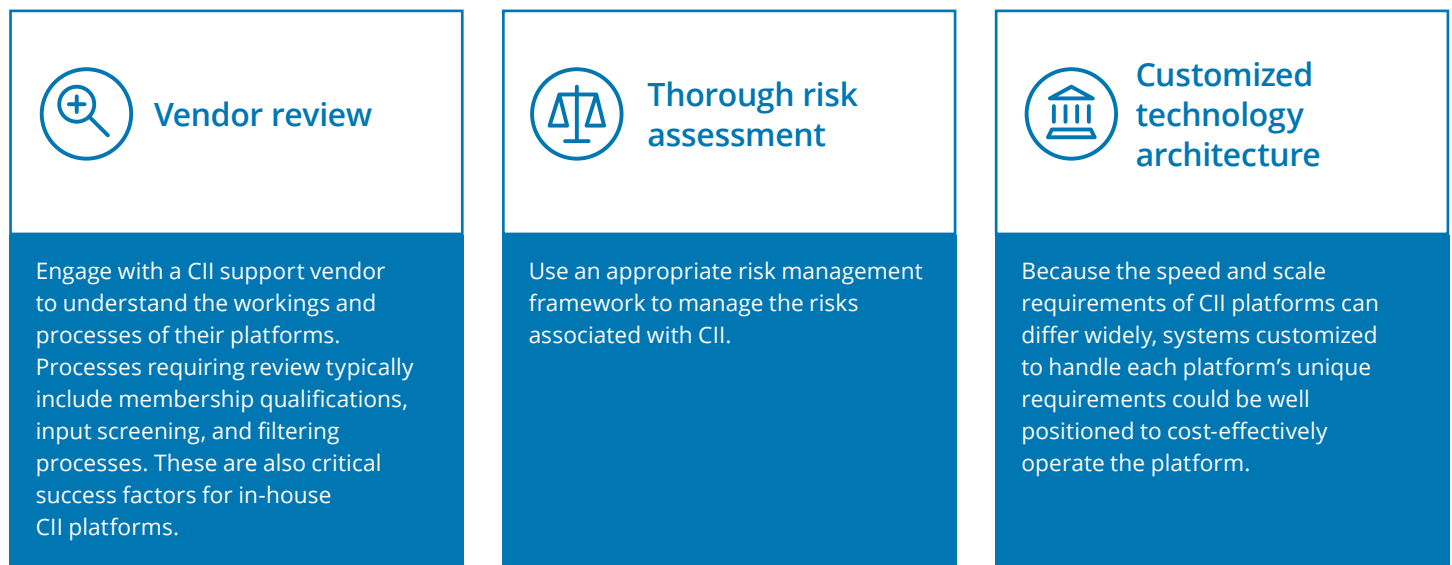 Vendor review
Engage with a CII support vendor
to understand the workings and
processes of their platforms.
Processes requiring review typically
include membership qualifications,
input screening, and filtering
processes. These are also critical
success factors for in-house
CII platforms.
Thorough risk
assessment
Use an appropriate risk management
framework to manage the risks
associated with CII.
Customized
technology
architecture
Because the speed and scale
requirements of CII platforms can
differ widely, systems customized
to handle each platform’s unique
requirements could be well
positioned to cost-effectively
operate the platform.